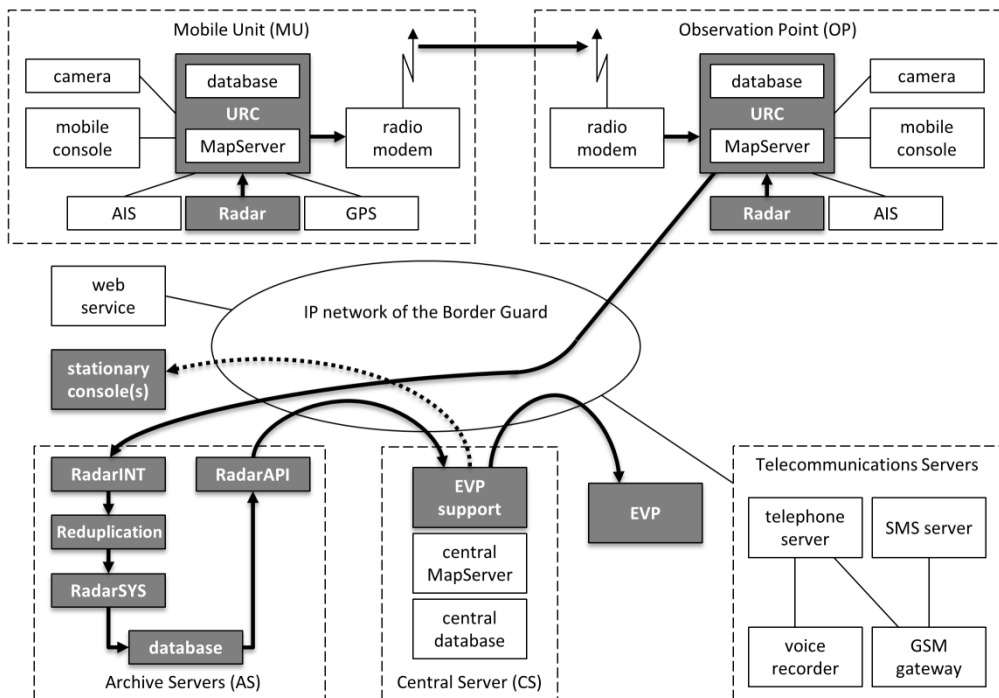 Mobile Unit (MU)
camera
mobile
console
database
URC
MapServer
radio
modem
AIS
Radar
GPS
Observation Point (OP)
radio
modem
database
URC
MapServer
camera
mobile
console
Radar
AIS
web
service
IP network of the Border Guard
stationary
console(s)
RadarINT
RadarAPI
Reduplication
RadarSYS
database
Archive Servers (AS)
EVP
support
central
MapServer
central
database
Central Server (CS)
EVP
Telecommunications Servers
telephone
server
SMS server
voice
recorder
GSM
gateway